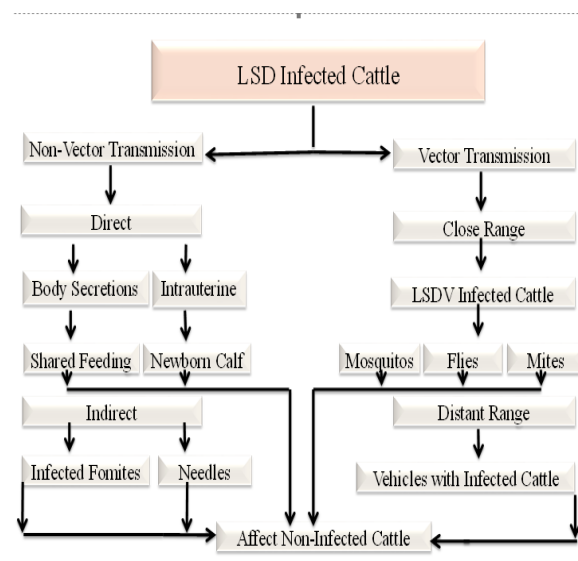 LSD Infected Cattle
Non-Vector Transmission
Vector Transmission
Direct
Close Range
Body Secretions
Intrauterine
LSDV Infected Cattle
Shared Feeding
Newborn Calf
Mosquitos
Flies
Mites
Indirect
Distant Range
Infected Fomites
Needles
Vehicles with Infected Cattle
Affect Non-Infected Cattle